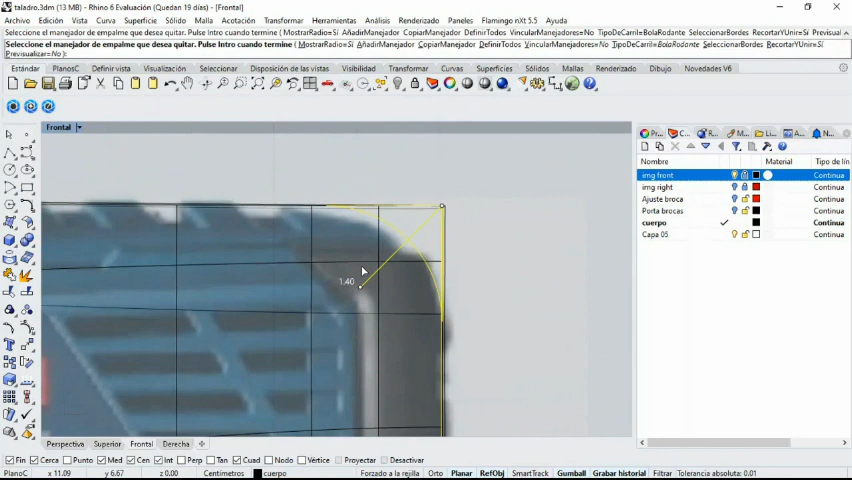 taladro.3dm (13 MB) - Rhino 6 Evaluación (Quedan 19 días) - [Frontal]
Archivo Edición Vista Curva Superficie Sólido Malla Acotación Transformar Herramientas Análisis Renderizado Paneles Flamingo nXt 5.5 Ayuda
Seleccione el manejador de empalme que desea quitar. Pulse Intro cuando termine ( MostrarRadio=Sí AñadirManejador CopiarManejador DefinirTodos VincularManejadores=No TipoDeCarril=BolaRodante SeleccionarBordes RecortarYUnir=Sí Previsual
Seleccione el manejador de empalme que desea quitar. Pulse Intro cuando termine ( MostrarRadio=Sí AñadirManejador CopiarManejador DefinirTodos VincularManejadores=No TipoDeCarril=BolaRodante SeleccionarBordes RecortarYUnir=Sí
Previsualizar=No ):
Estándar PlanosC Definir vista Visualización Seleccionar Disposición de las vistas Visibilidad Transformar Curvas Superficies Sólidos Mallas Renderizado Dibujo Novedades V6
Frontal
Pr... C... R... M... Li... A... N...
Nombre Material Tipo de lín
img front Continua
img right Continua
Ajuste broca Continua
Porta brocas Continua
cuerpo Continua
Capa 05 Continua
1.40
Perspectiva Superior Frontal Derecha
Fin Cerca Punto Med Cen Int Perp Tan Cuad Nodo Vértice Proyectar Desactivar
PlanoC x 11.09 y 6.67 z 0.00 Centímetros cuerpo Forzado a la rejilla Orto Planar RefObj SmartTrack Gumball Grabar historial Filtrar Tolerancia absoluta: 0.01